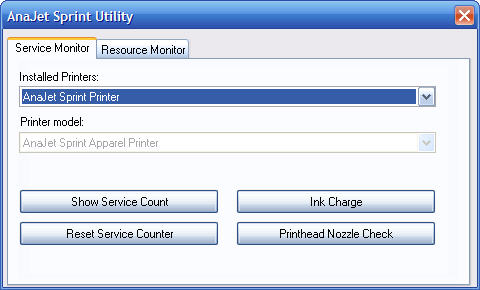 AnaJet Sprint Utility
Service Monitor
Resource Monitor
Installed Printers:
AnaJet Sprint Printer
Printer model:
AnaJet Sprint Apparel Printer
Show Service Count
Ink Charge
Reset Service Counter
Printhead Nozzle Check